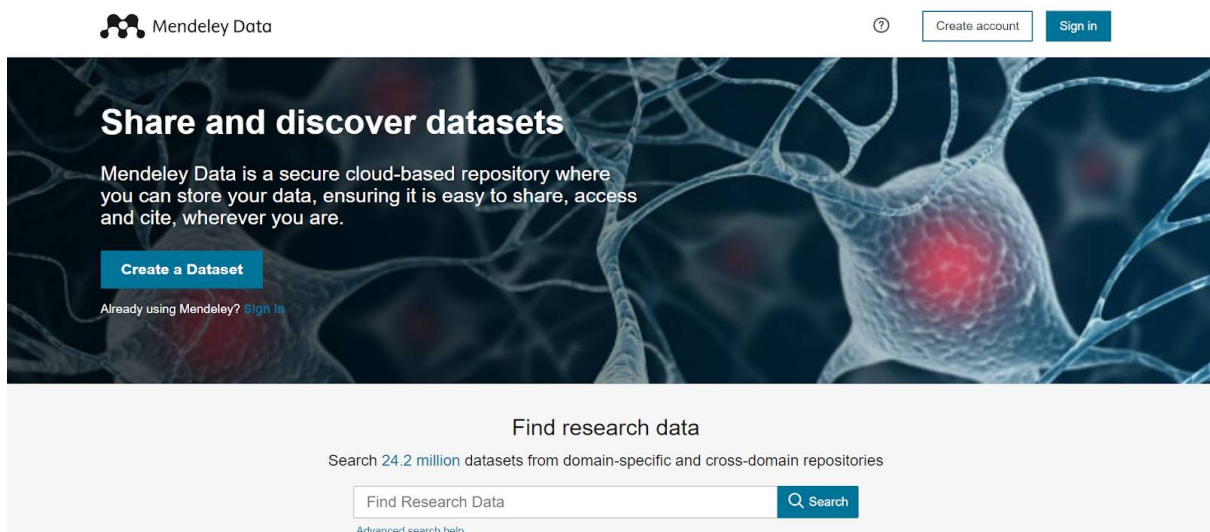 Mendeley Data
Create account
Sign in
Share and discover datasets
Mendeley Data is a secure cloud-based repository where
you can store your data, ensuring it is easy to share, access
and cite, wherever you are.
Create a Dataset
Already using Mendeley? Sign in
Find research data
Search 24.2 million datasets from domain-specific and cross-domain repositories
Find Research Data
Search
Advanced search help